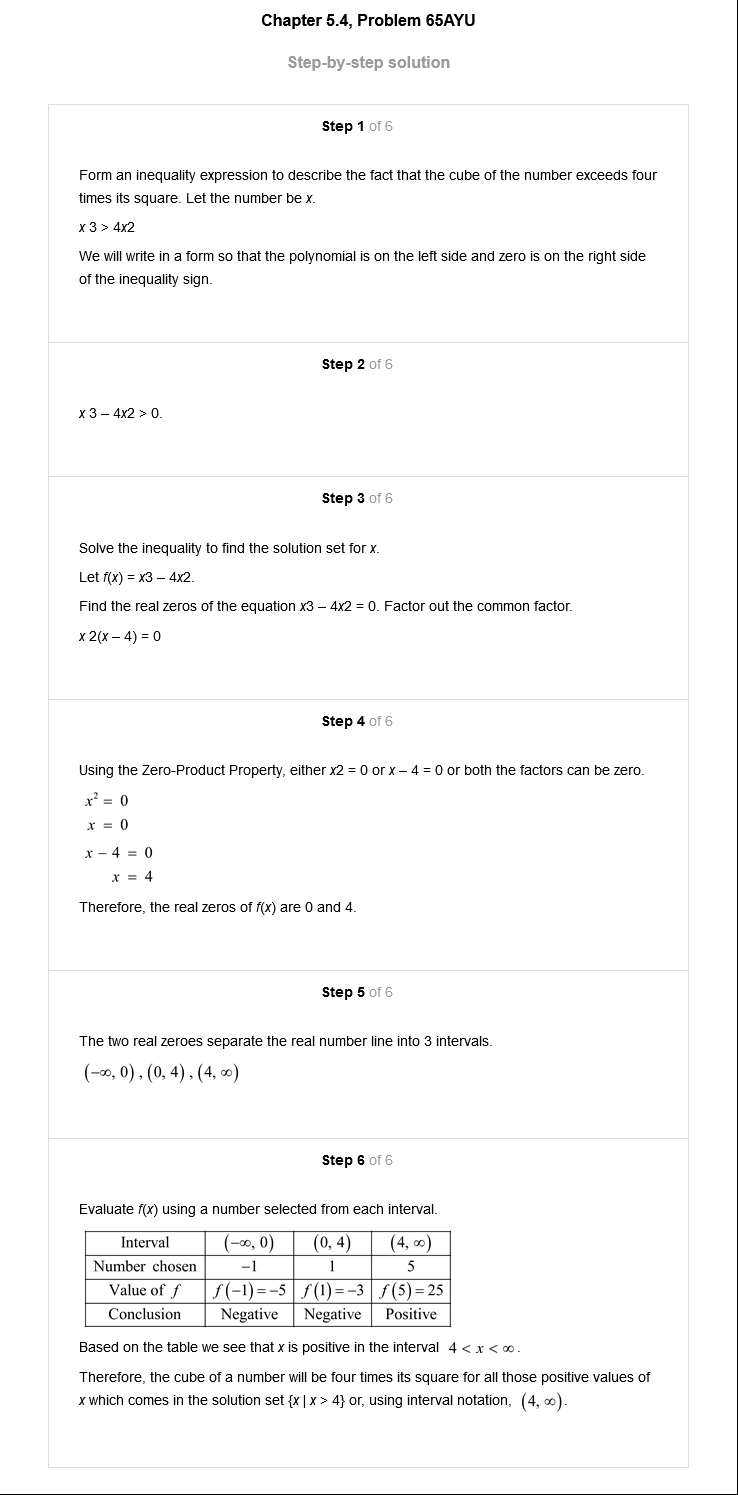 Chapter 5.4, Problem 65AYU
Step-by-step solution
Step 1 of 6
Form an inequality expression to describe the fact that the cube of the number exceeds four
times its square. Let the number be x.
x 3 > 4x2
We will write in a form so that the polynomial is on the left side and zero is on the right side
of the inequality sign.
Step 2 of 6
x 3 – 4x2 > 0.
Step 3 of 6
Solve the inequality to find the solution set for x.
Let f(x) = x3 – 4x2.
Find the real zeros of the equation x3 – 4x2 = 0. Factor out the common factor.
x 2(x – 4) = 0
Step 4 of 6
Using the Zero-Product Property, either x2 = 0 or x – 4 = 0 or both the factors can be zero.
x² = 0
x = 0
x – 4 = 0
x = 4
Therefore, the real zeros of f(x) are 0 and 4.
Step 5 of 6
The two real zeroes separate the real number line into 3 intervals.
(–∞, 0) , (0, 4) , (4, ∞)
Step 6 of 6
Evaluate f(x) using a number selected from each interval.
Interval (–∞, 0) (0, 4) (4, ∞)
Number chosen –1 1 5
Value of f f(–1) = –5 f(1) = –3 f(5) = 25
Conclusion Negative Negative Positive
Based on the table we see that x is positive in the interval 4 < x < ∞ .
Therefore, the cube of a number will be four times its square for all those positive values of
x which comes in the solution set {x | x > 4} or, using interval notation, (4, ∞).